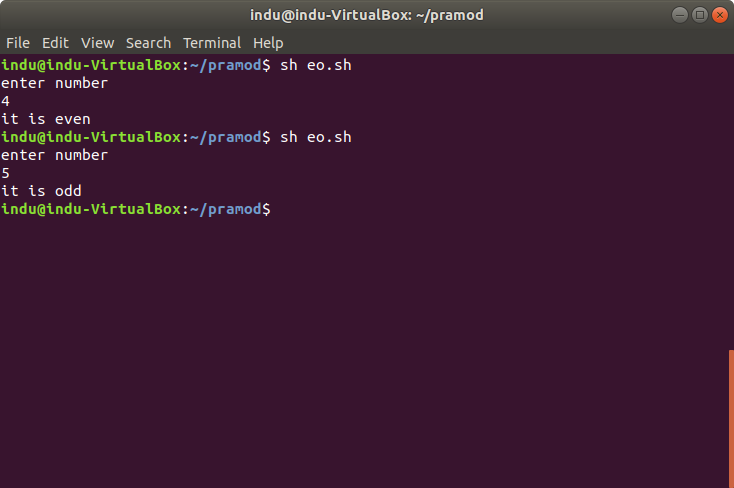 indu@indu-VirtualBox: ~/pramod
File Edit View Search Terminal Help
indu@indu-VirtualBox:~/pramod$ sh eo.sh
enter number
4
it is even
indu@indu-VirtualBox:~/pramod$ sh eo.sh
enter number
5
it is odd
indu@indu-VirtualBox:~/pramod$